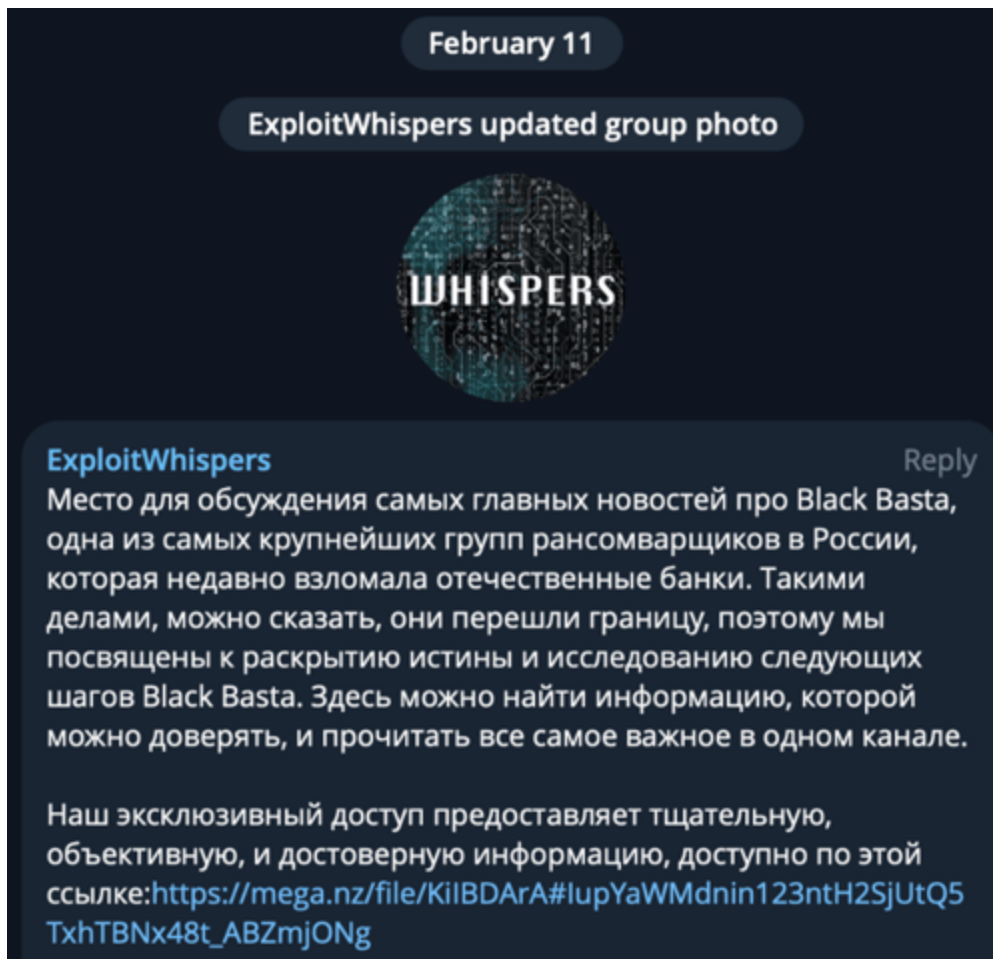 February 11
ExploitWhispers updated group photo
WHISPERS
ExploitWhispers Reply
Место для обсуждения самых главных новостей про Black Basta,
одна из самых крупнейших групп рансомварщиков в России,
которая недавно взломала отечественные банки. Такими
делами, можно сказать, они перешли границу, поэтому мы
посвящены к раскрытию истины и исследованию следующих
шагов Black Basta. Здесь можно найти информацию, которой
можно доверять, и прочитать все самое важное в одном канале.
Наш эксклюзивный доступ предоставляет тщательную,
объективную, и достоверную информацию, доступно по этой
ссылке:https://mega.nz/file/KiIBDArA#IupYaWMdnin123ntH2SjUtQ5
TxhTBNx48t_ABZmjONg